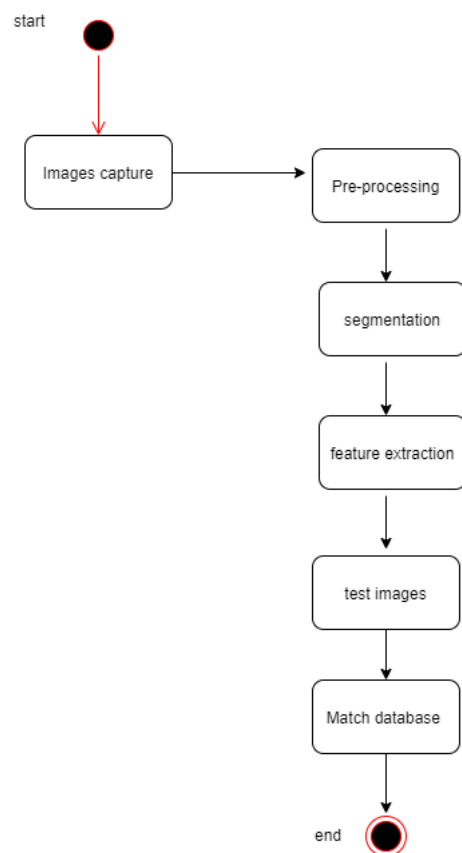 start
Images capture
Pre-processing
segmentation
feature extraction
test images
Match database
end